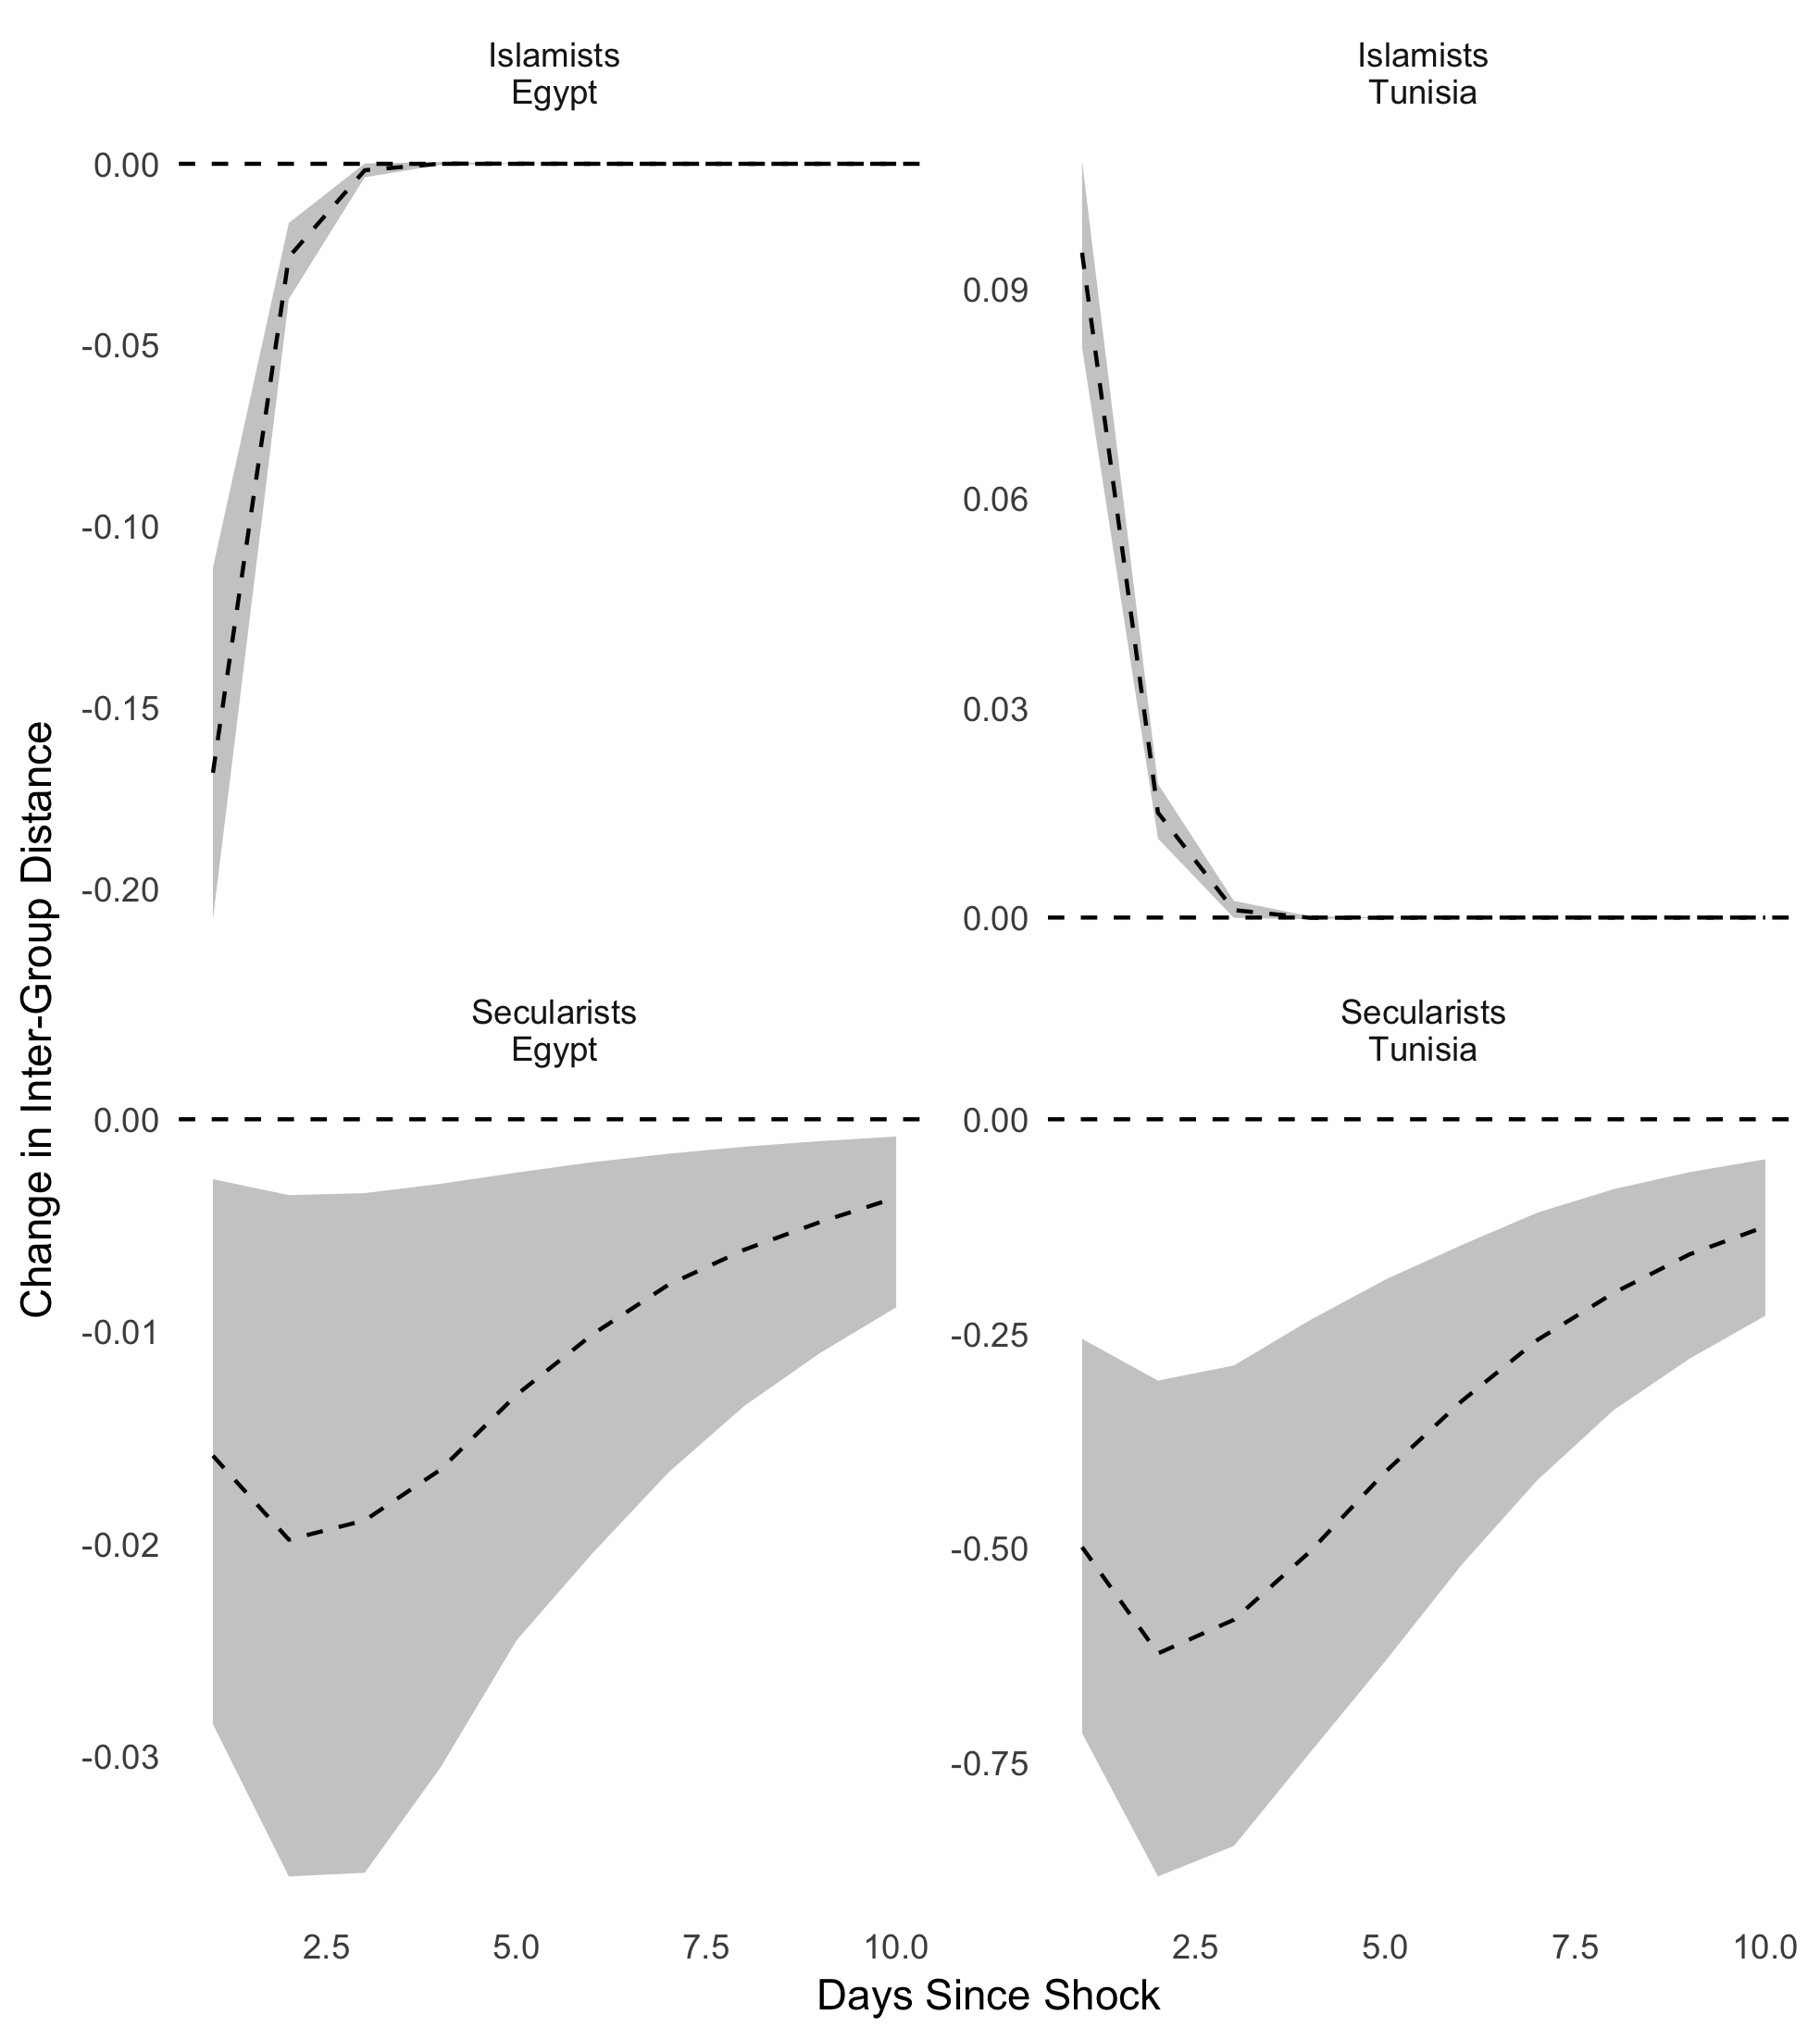 Islamists
Egypt
Islamists
Tunisia
0.00
-0.05
-0.10
-0.15
-0.20
0.09
0.06
0.03
0.00
Change in Inter-Group Distance
Secularists
Egypt
Secularists
Tunisia
0.00
-0.01
-0.02
-0.03
0.00
-0.25
-0.50
-0.75
2.5 5.0 7.5 10.0
2.5 5.0 7.5 10.0
Days Since Shock